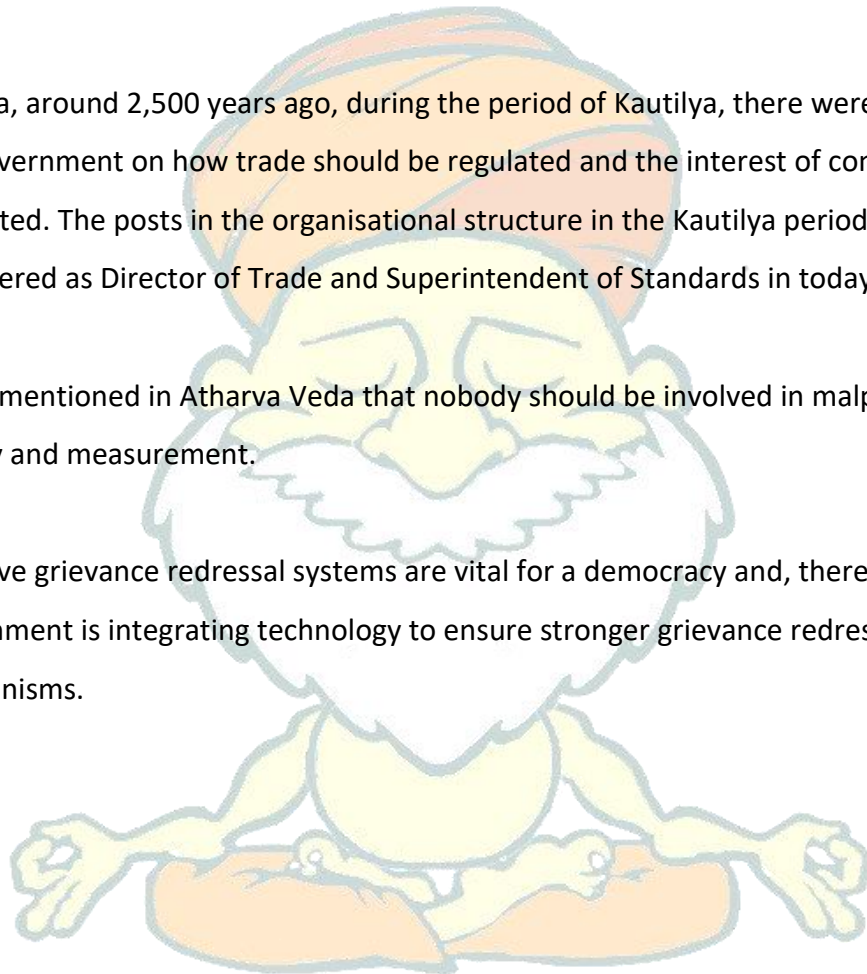 a, around 2,500 years ago, during the period of Kautilya, there were
vernment on how trade should be regulated and the interest of con
ted. The posts in the organisational structure in the Kautilya period
ered as Director of Trade and Superintendent of Standards in today
mentioned in Atharva Veda that nobody should be involved in malp
y and measurement.
ve grievance redressal systems are vital for a democracy and, there
nment is integrating technology to ensure stronger grievance redres
nisms.